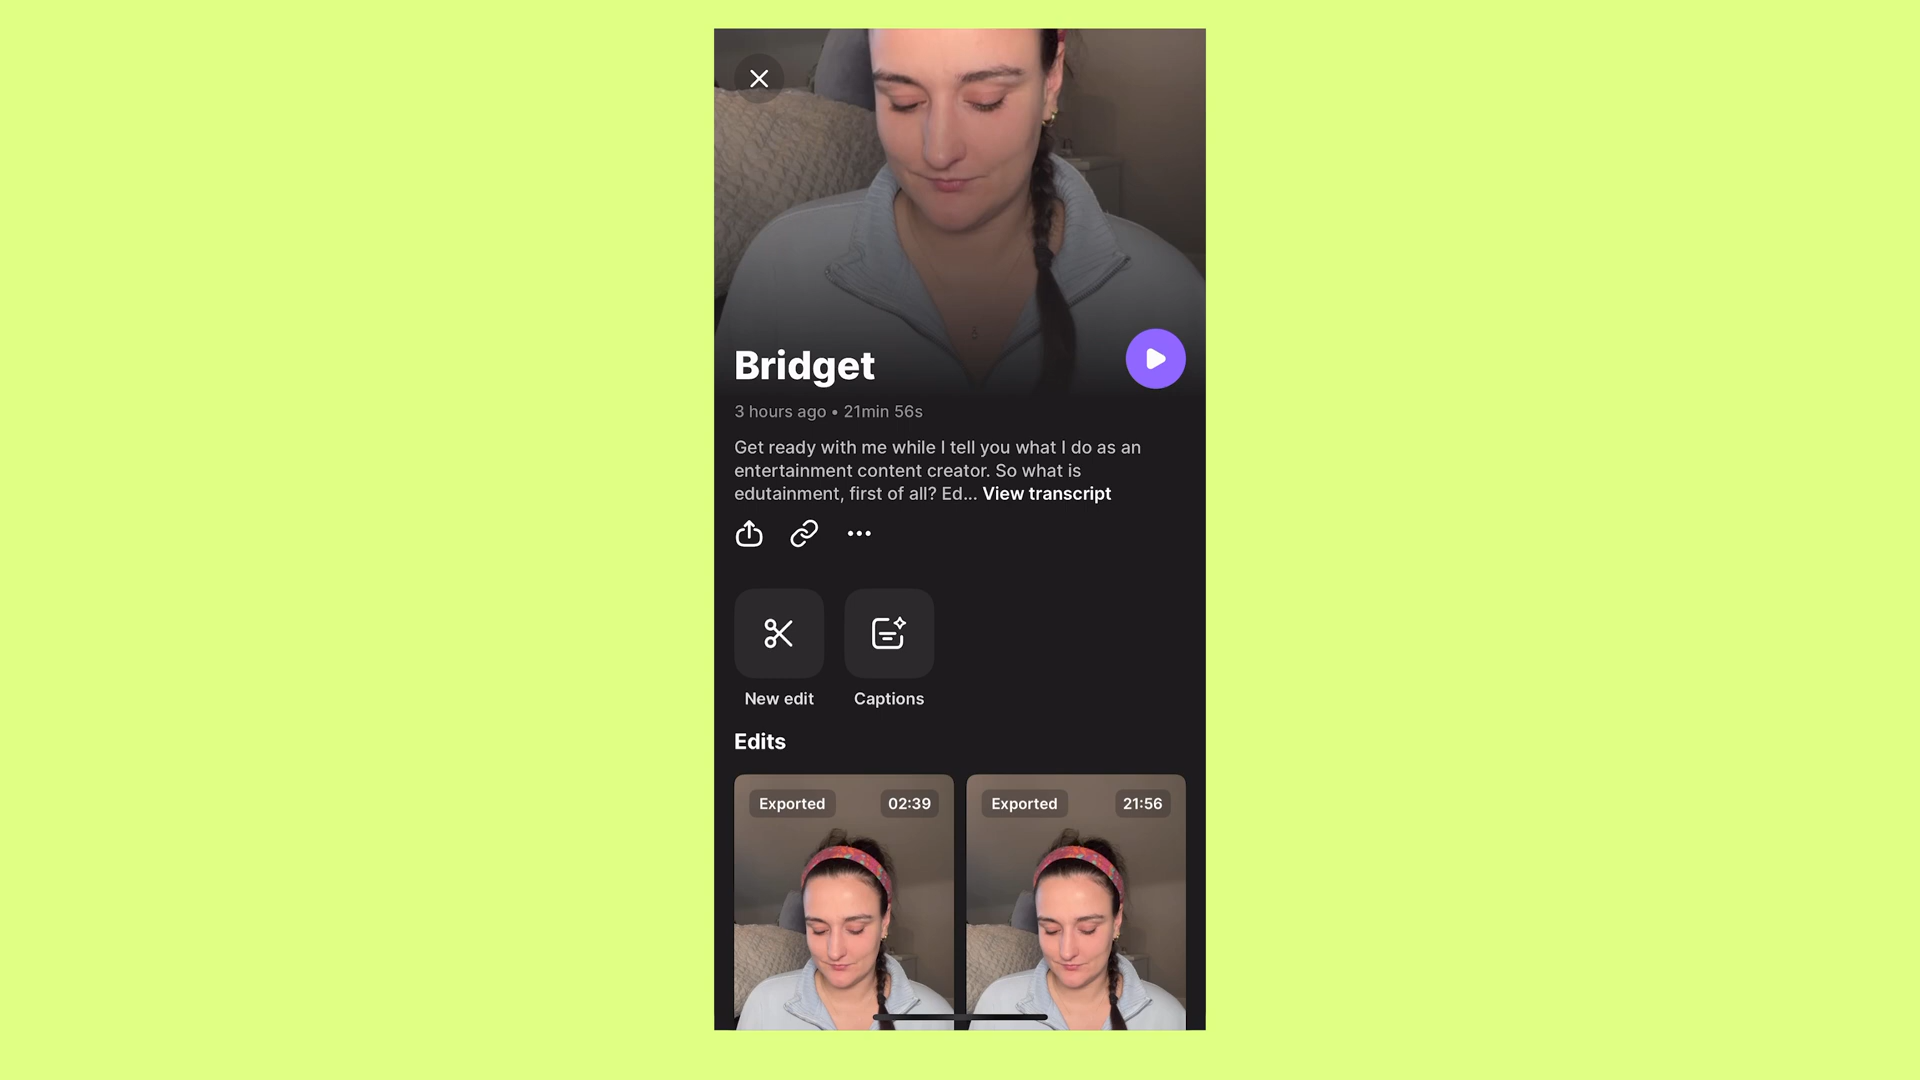 Bridget
3 hours ago • 21min 56s
Get ready with me while I tell you what I do as an
entertainment content creator. So what is
edutainment, first of all? Ed... View transcript
New edit
Captions
Edits
Exported
02:39
Exported
21:56